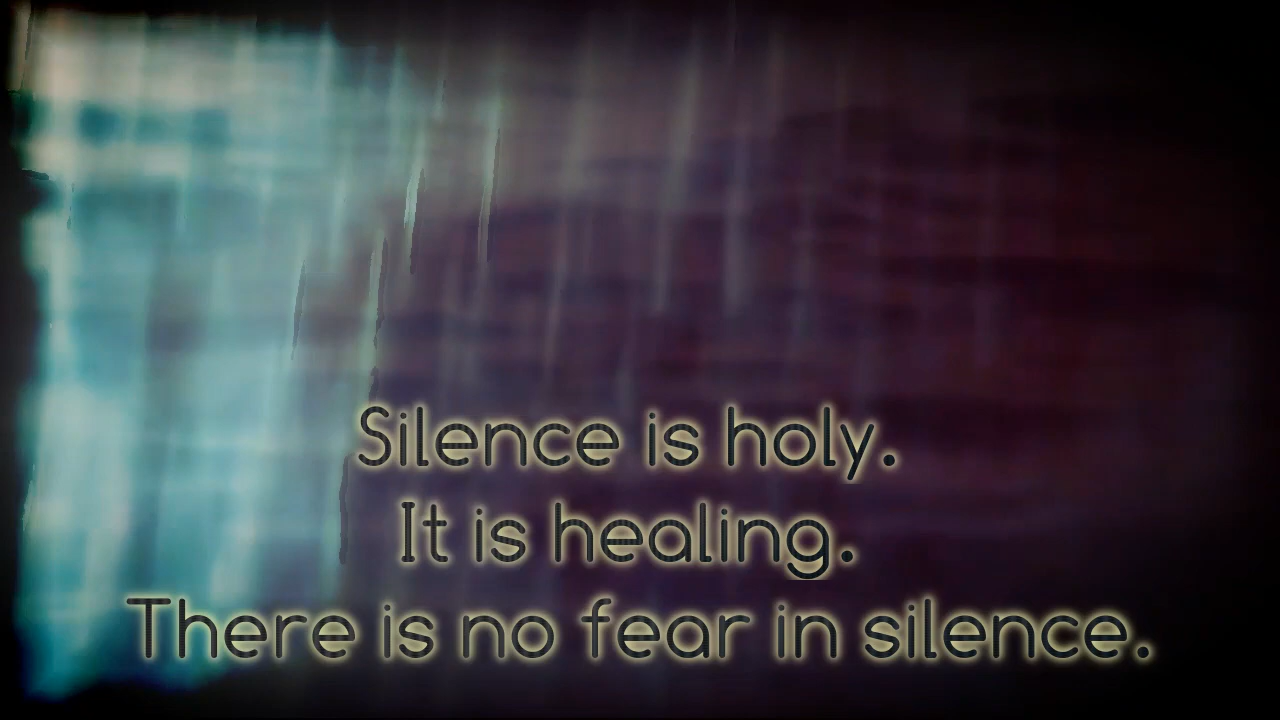 Silence is holy.
It is healing.
There is no fear in silence.